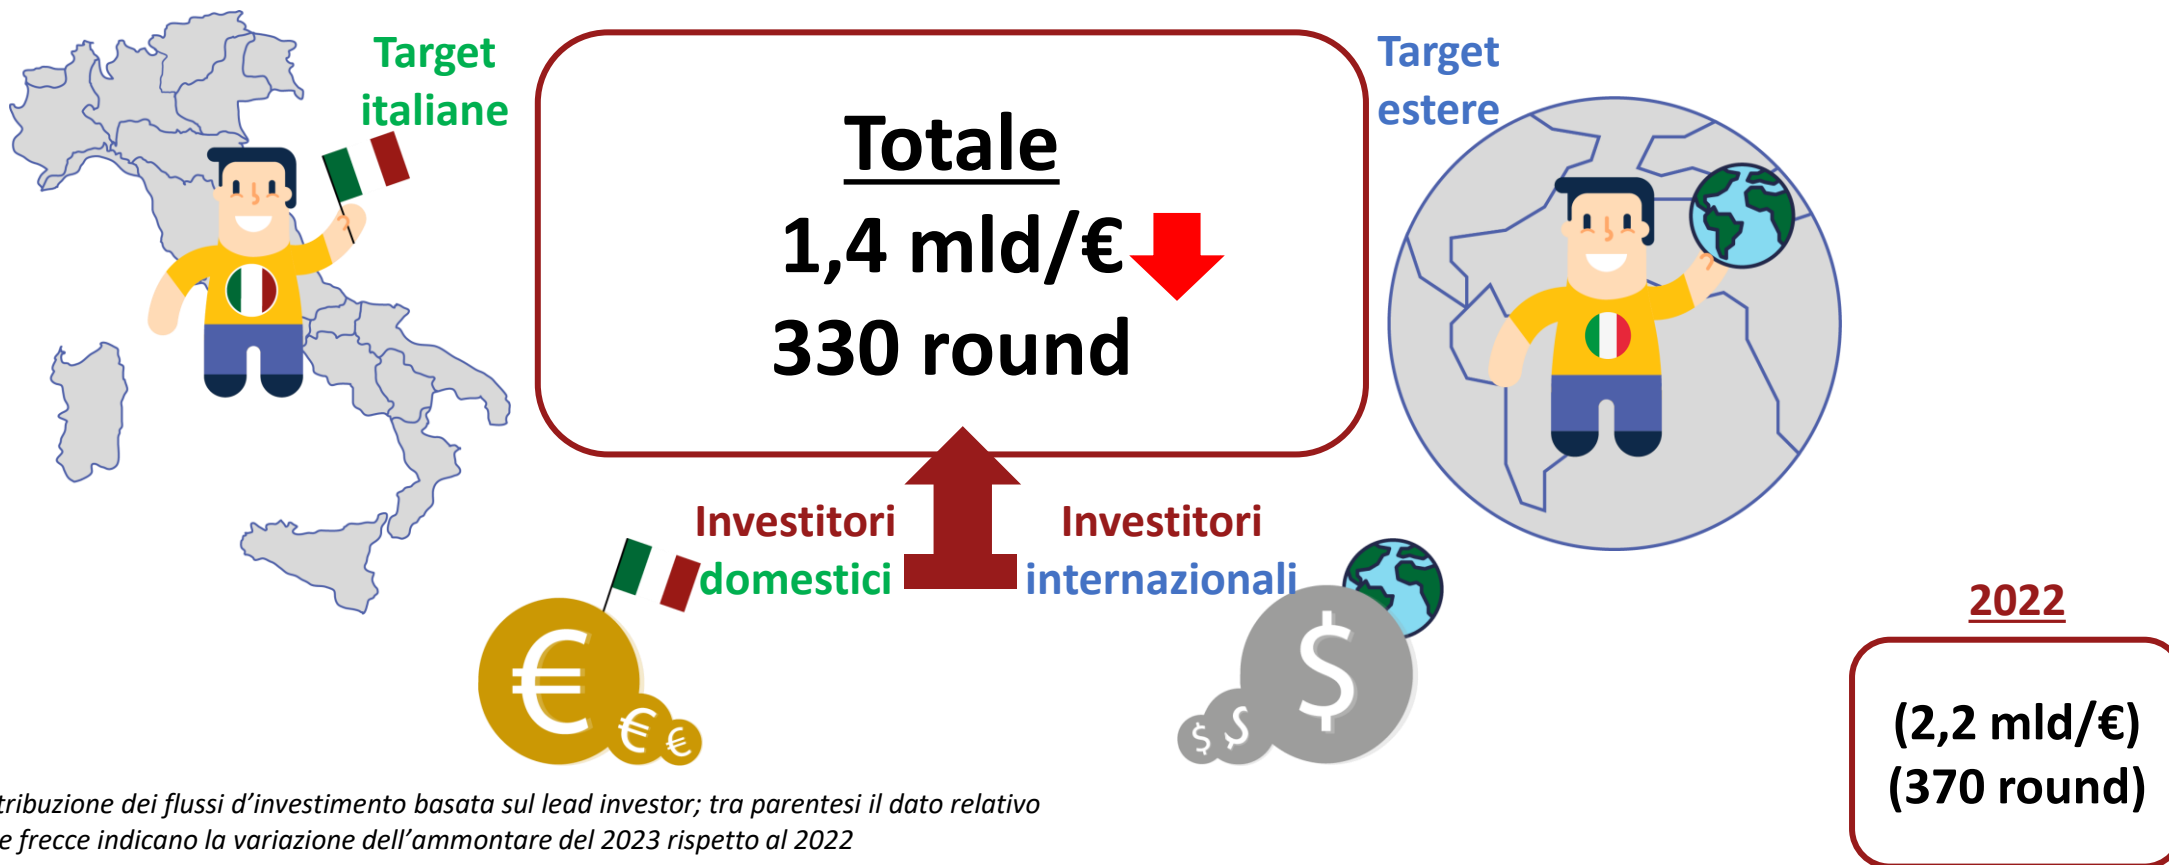 Target
italiane
Totale
1,4 mld/€
330 round
Target
estere
Investitori
domestici
Investitori
internazionali
€
€
€
$
$
$
2022
(2,2 mld/€)
(370 round)
tribuzione dei flussi d'investimento basata sul lead investor; tra parentesi il dato relativo
e frecce indicano la variazione dell'ammontare del 2023 rispetto al 2022